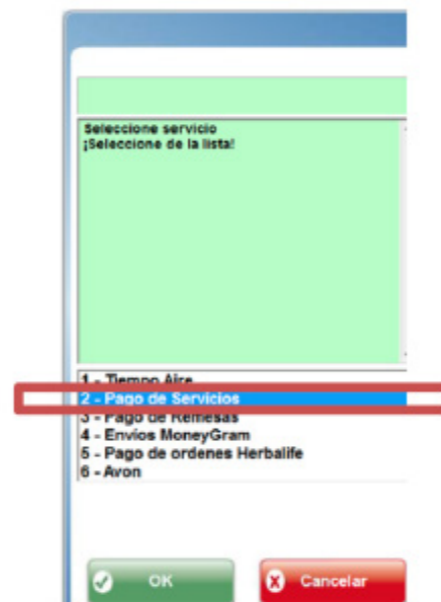 Seleccione servicio
¡Seleccione de la lista!
1 - Tiempo Aire
2 - Pago de Servicios
3 - Pago de Remesas
4 - Envios MoneyGram
5 - Pago de ordenes Herbalife
6 - Avon
OK
Cancelar